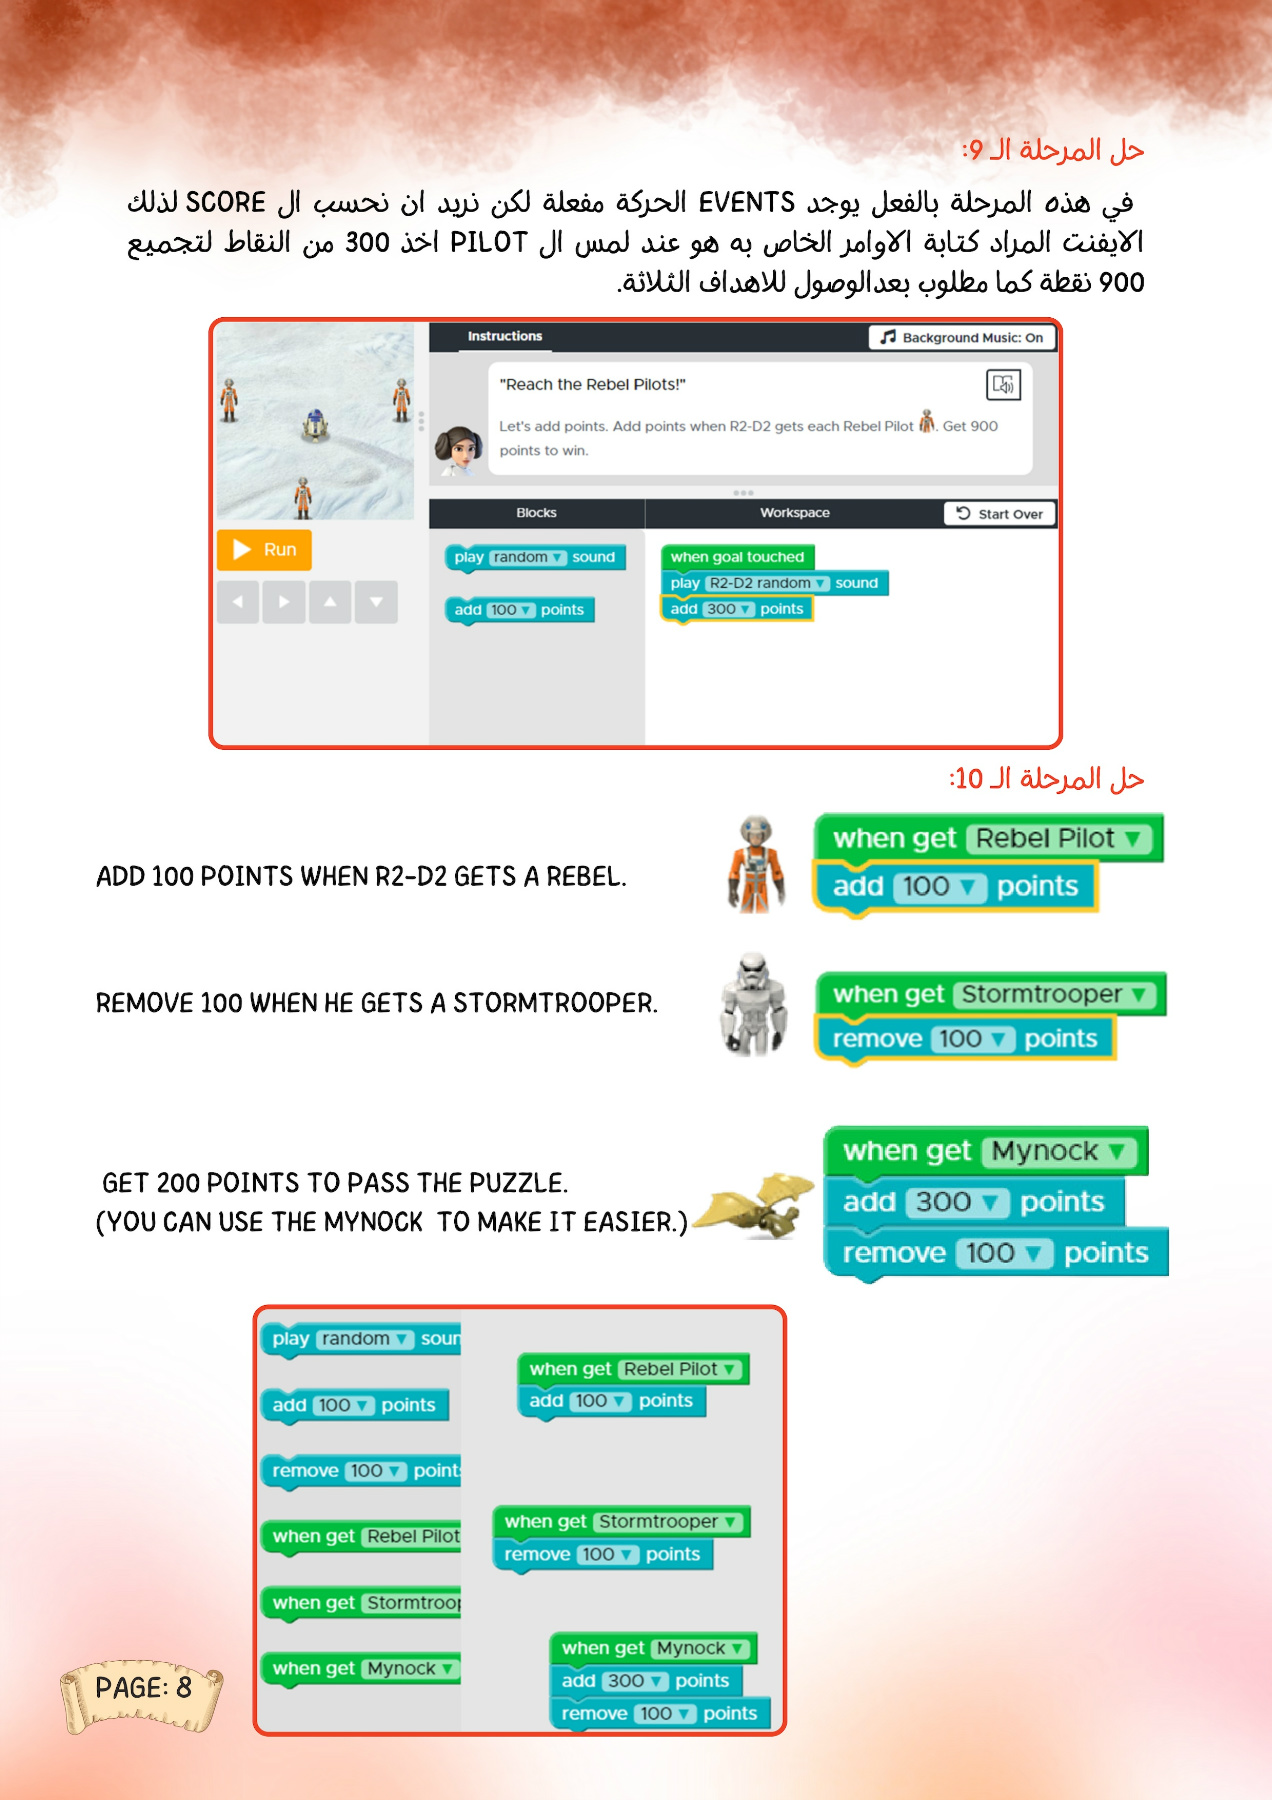 حل المرحلة الـ 9:
في هذه المرحلة بالفعل يوجد EVENTS الحركة مفعلة لكن نريد ان نحسب ال SCORE لذلك
الايفنت المراد كتابة الاوامر الخاص به هو عند لمس ال PILOT اخذ 300 من النقاط لتجميع
900 نقطة كما مطلوب بعدالوصول للاهداف الثلاثة.
Instructions
Background Music: On
"Reach the Rebel Pilots!"
Let's add points. Add points when R2-D2 gets each Rebel Pilot . Get 900
points to win.
Blocks
Workspace
Start Over
Run
play random ▼ sound
add 100 ▼ points
when goal touched
play R2-D2 random ▼ sound
add 300 ▼ points
حل المرحلة الـ 10:
ADD 100 POINTS WHEN R2-D2 GETS A REBEL.
when get Rebel Pilot ▼
add 100 ▼ points
REMOVE 100 WHEN HE GETS A STORMTROOPER.
when get Stormtrooper ▼
remove 100 ▼ points
GET 200 POINTS TO PASS THE PUZZLE.
(YOU CAN USE THE MYNOCK TO MAKE IT EASIER.)
when get Mynock ▼
add 300 ▼ points
remove 100 ▼ points
play random ▼ soun
add 100 ▼ points
remove 100 ▼ point
when get Rebel Pilot
when get Stormtroop
when get Mynock ▼
when get Rebel Pilot ▼
add 100 ▼ points
when get Stormtrooper ▼
remove 100 ▼ points
when get Mynock ▼
add 300 ▼ points
remove 100 ▼ points
PAGE: 8